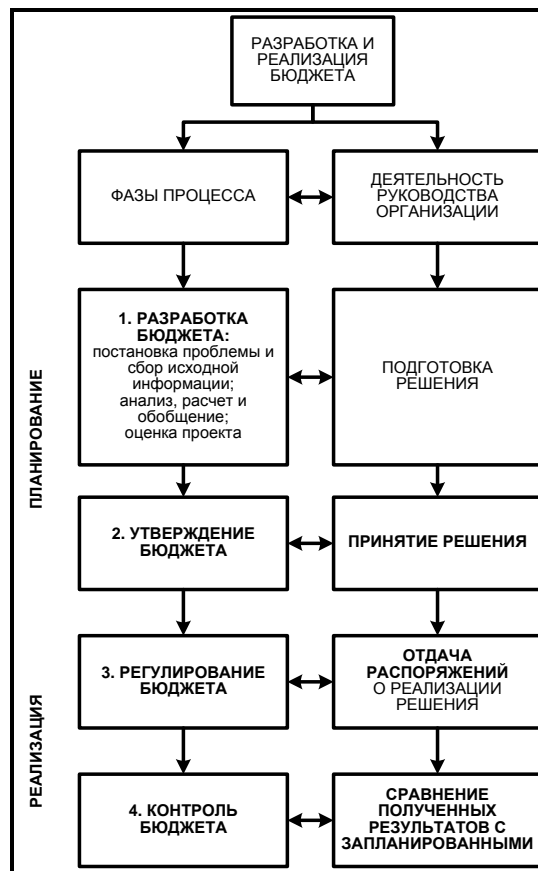 РАЗРАБОТКА И
РЕАЛИЗАЦИЯ
БЮДЖЕТА
ФАЗЫ ПРОЦЕССА
ДЕЯТЕЛЬНОСТЬ
РУКОВОДСТВА
ОРГАНИЗАЦИИ
ПЛАНИРОВАНИЕ
1. РАЗРАБОТКА
БЮДЖЕТА:
постановка проблемы и
сбор исходной
информации;
анализ, расчет и
обобщение;
оценка проекта
ПОДГОТОВКА
РЕШЕНИЯ
2. УТВЕРЖДЕНИЕ
БЮДЖЕТА
ПРИНЯТИЕ РЕШЕНИЯ
РЕАЛИЗАЦИЯ
3. РЕГУЛИРОВАНИЕ
БЮДЖЕТА
ОТДАЧА
РАСПОРЯЖЕНИЙ
О РЕАЛИЗАЦИИ
РЕШЕНИЯ
4. КОНТРОЛЬ
БЮДЖЕТА
СРАВНЕНИЕ
ПОЛУЧЕННЫХ
РЕЗУЛЬТАТОВ С
ЗАПЛАНИРОВАННЫМИ